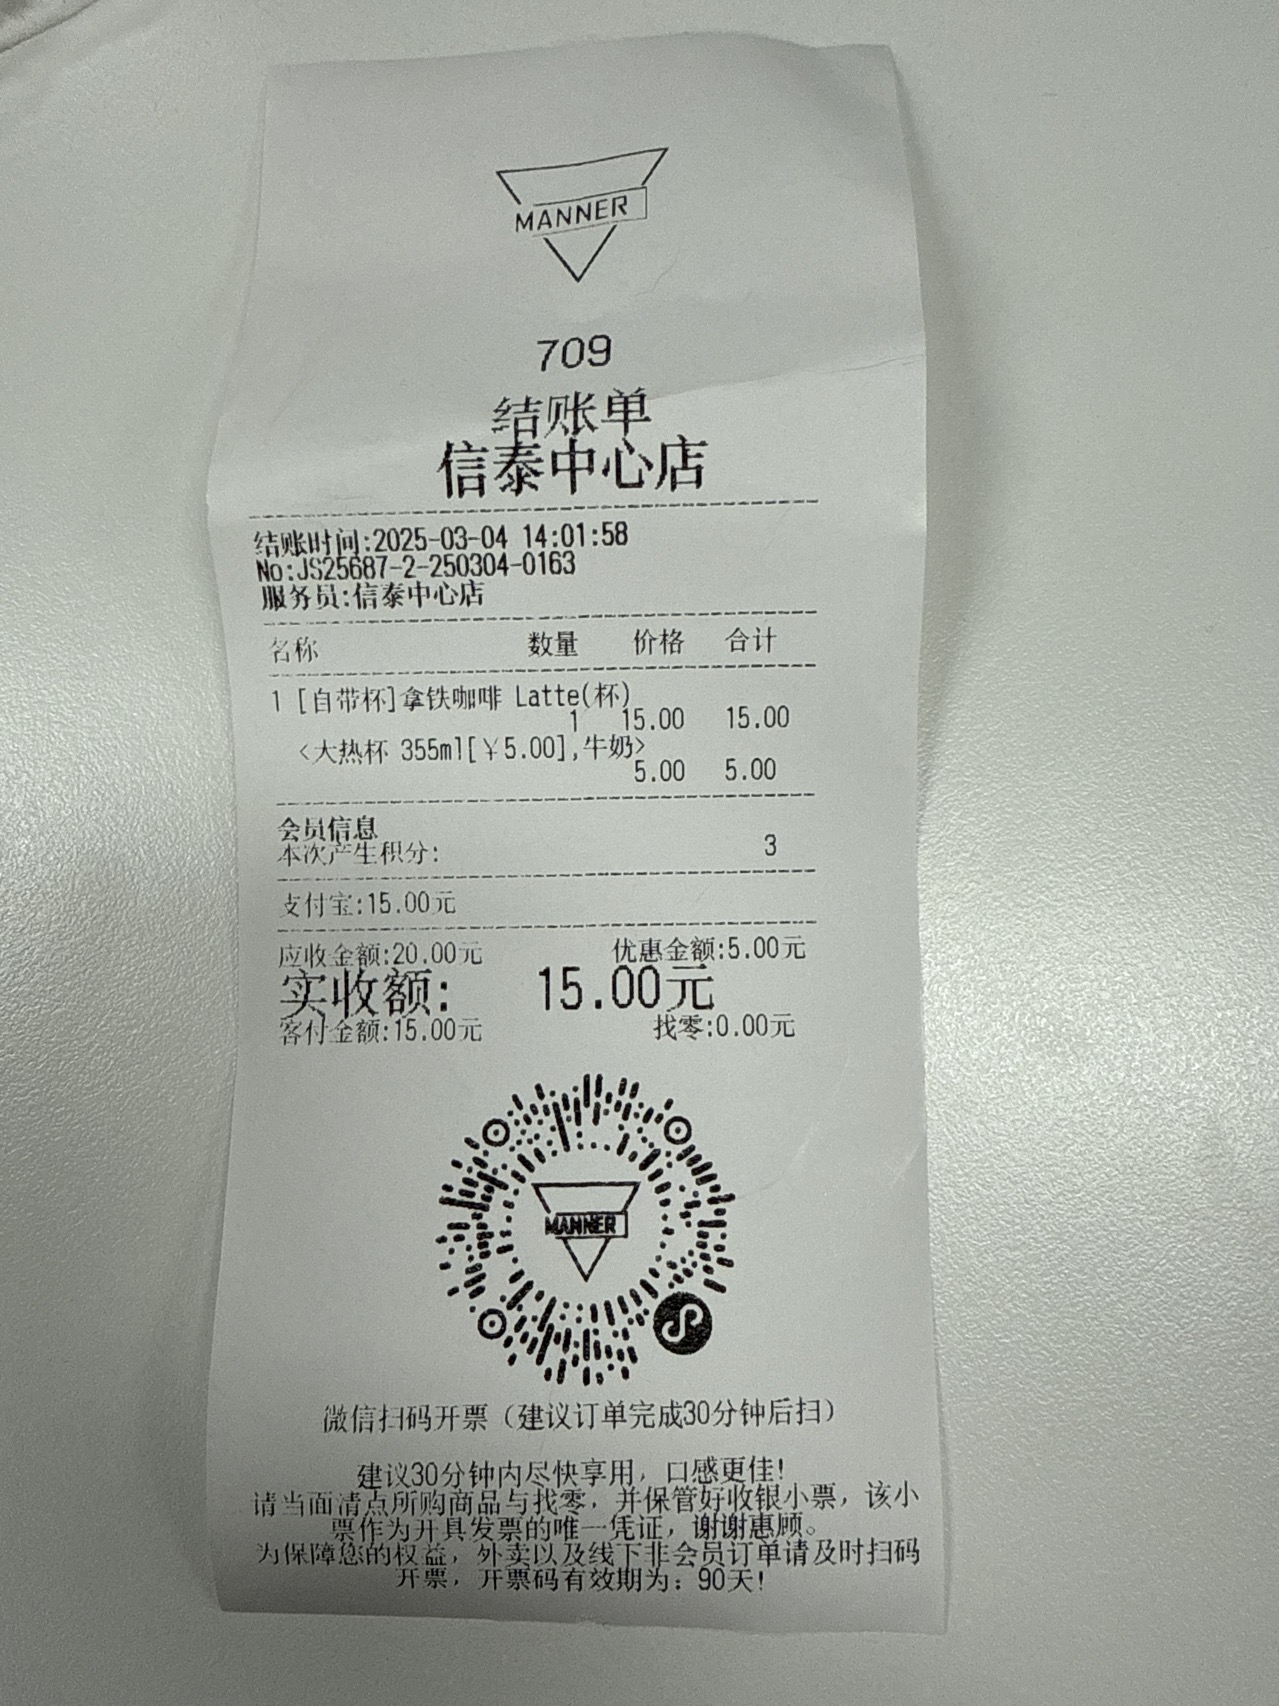 MANNER
709
结账单
信泰中心店
结账时间:2025-03-04 14:01:58
No:JS25687-2-250304-0163
服务员:信泰中心店
名称 数量 价格 合计
1 [自带杯]拿铁咖啡 Latte(杯)
1 15.00 15.00
<大热杯 355ml[￥5.00],牛奶>
5.00 5.00
会员信息
本次产生积分: 3
支付宝:15.00元
应收金额:20.00元 优惠金额:5.00元
实收额: 15.00元
客付金额:15.00元 找零:0.00元
MANNER
微信扫码开票（建议订单完成30分钟后扫）
建议30分钟内尽快享用，口感更佳!
请当面清点所购商品与找零，并保管好收银小票，该小
票作为开具发票的唯一凭证，谢谢惠顾。
为保障您的权益，外卖以及线下非会员订单请及时扫码
开票，开票码有效期为：90天!